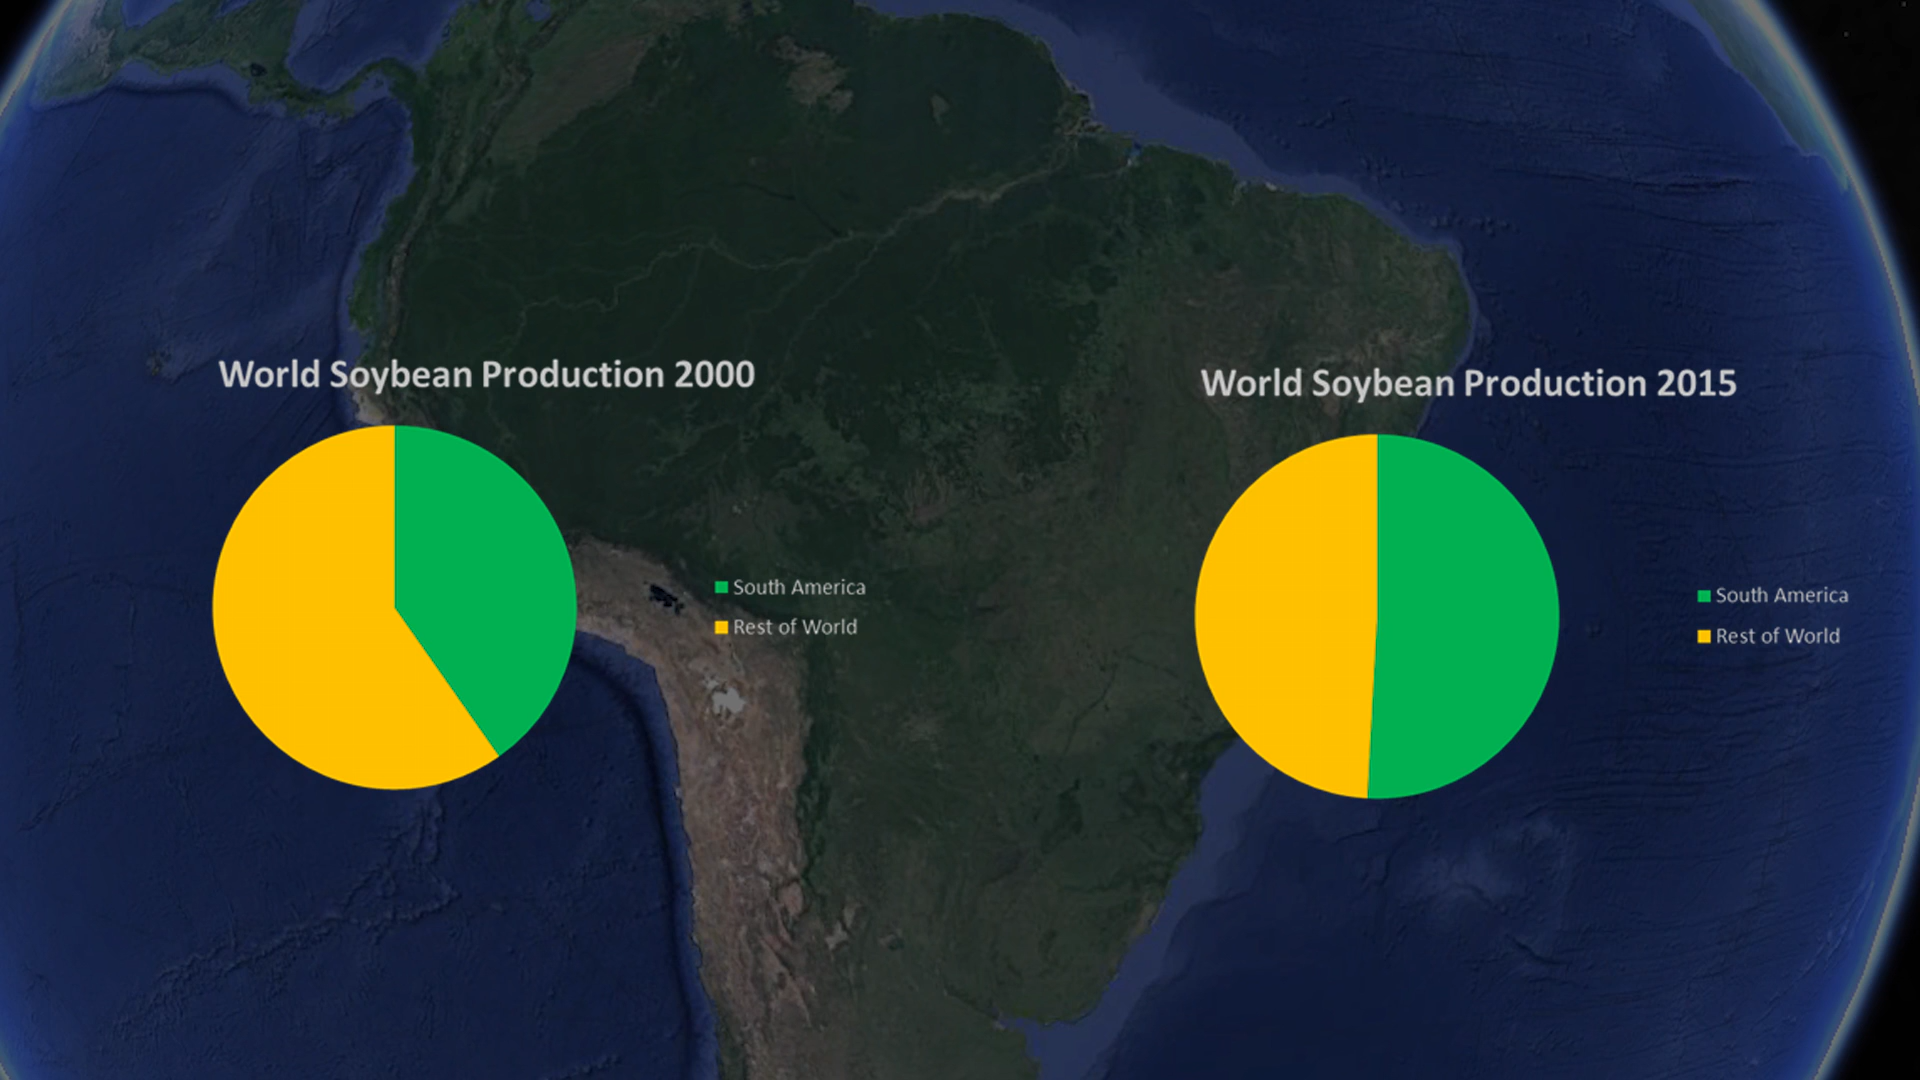 World Soybean Production 2000
South America
Rest of World
World Soybean Production 2015
South America
Rest of World